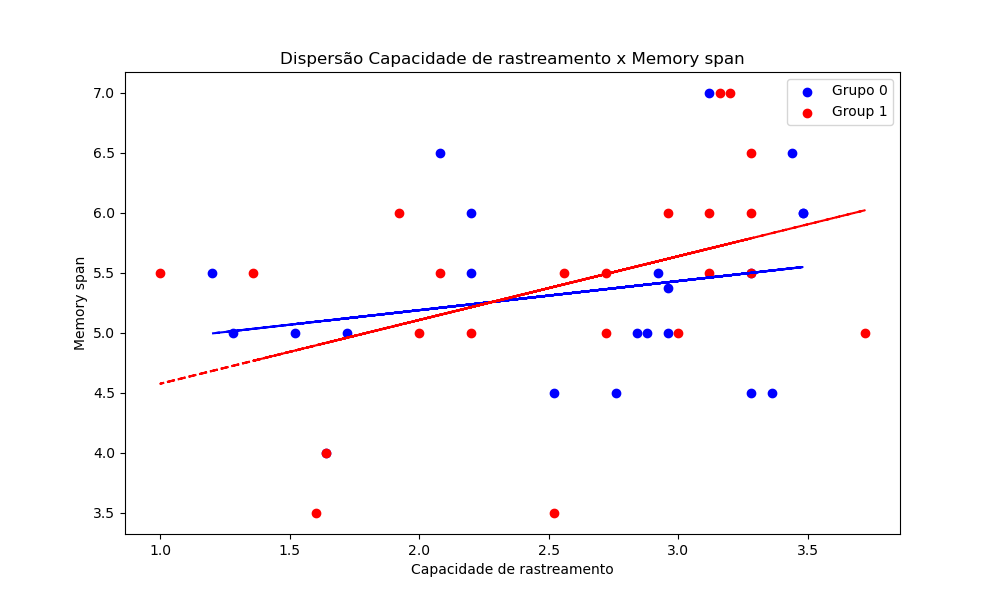 Dispersão Capacidade de rastreamento x Memory span
Grupo 0
Group 1
7.0
6.5
6.0
5.5
5.0
4.5
4.0
3.5
Memory span
1.0 1.5 2.0 2.5 3.0 3.5
Capacidade de rastreamento